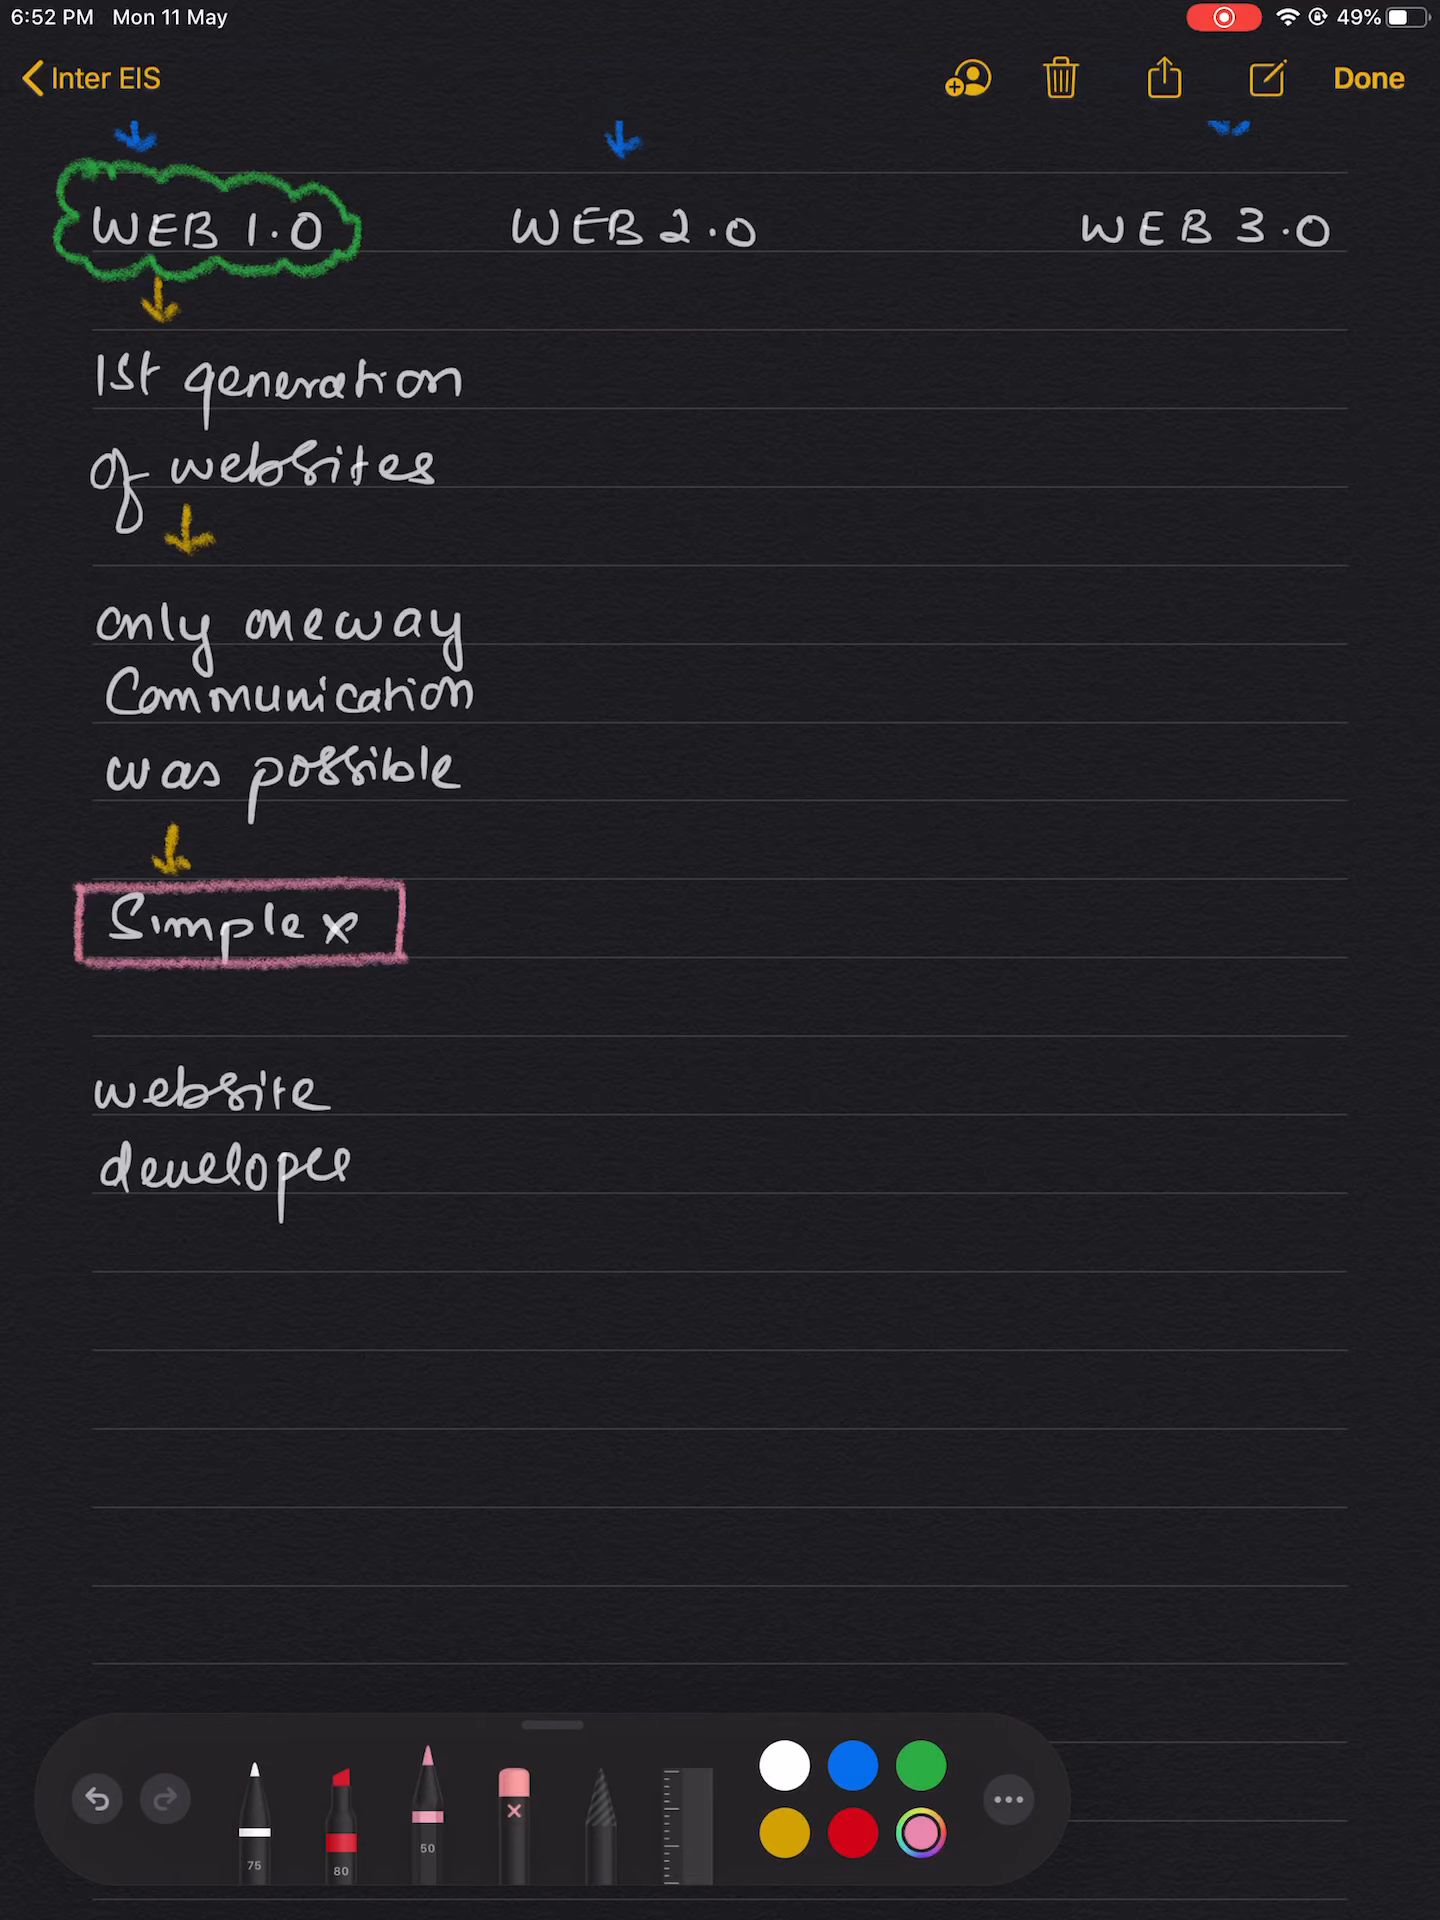 6:52 PM Mon 11 May 49%
Inter EIS Done
WEB 1.0 WEB 2.0 WEB 3.0
1st generation
of websites
only oneway
Communication
was possible
Simplex
website
developer
75 80 50